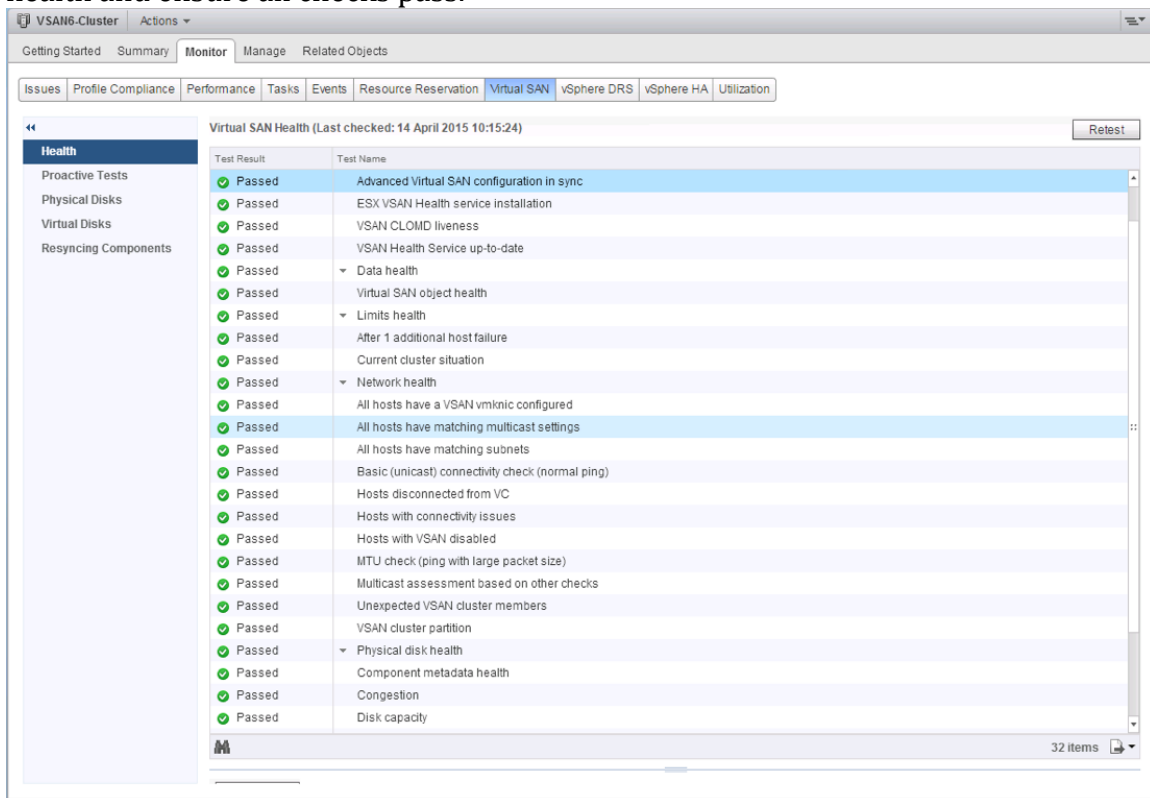 health and ensure all checks pass.
VSAN6-Cluster Actions
Getting Started Summary Monitor Manage Related Objects
Issues Profile Compliance Performance Tasks Events Resource Reservation Virtual SAN vSphere DRS vSphere HA Utilization
Health
Proactive Tests
Physical Disks
Virtual Disks
Resyncing Components
Virtual SAN Health (Last checked: 14 April 2015 10:15:24) Retest
Test Result Test Name
Passed Advanced Virtual SAN configuration in sync
Passed ESX VSAN Health service installation
Passed VSAN CLOMD liveness
Passed VSAN Health Service up-to-date
Passed Data health
Passed Virtual SAN object health
Passed Limits health
Passed After 1 additional host failure
Passed Current cluster situation
Passed Network health
Passed All hosts have a VSAN vmknic configured
Passed All hosts have matching multicast settings
Passed All hosts have matching subnets
Passed Basic (unicast) connectivity check (normal ping)
Passed Hosts disconnected from VC
Passed Hosts with connectivity issues
Passed Hosts with VSAN disabled
Passed MTU check (ping with large packet size)
Passed Multicast assessment based on other checks
Passed Unexpected VSAN cluster members
Passed VSAN cluster partition
Passed Physical disk health
Passed Component metadata health
Passed Congestion
Passed Disk capacity
32 items